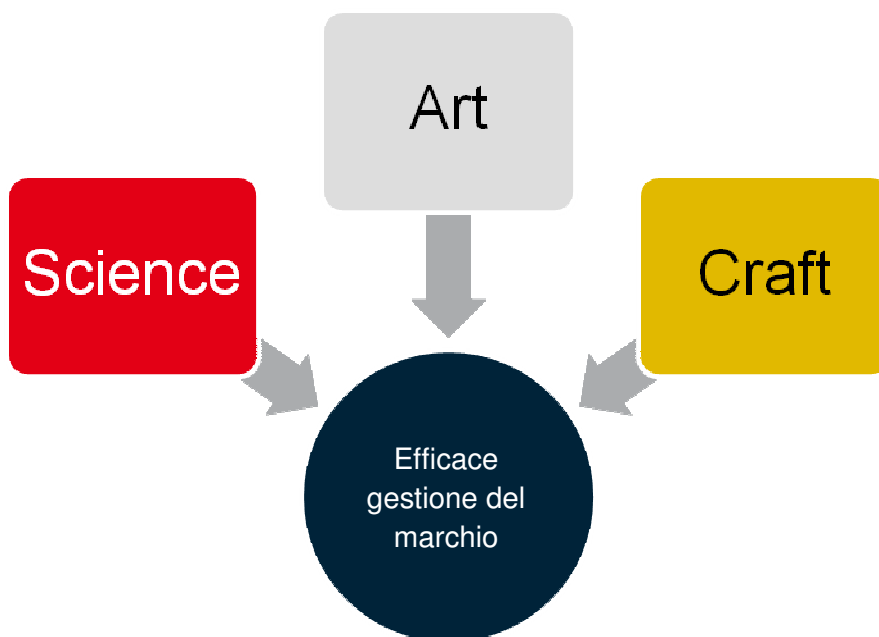 Art
Science
Craft
Efficace
gestione del
marchio